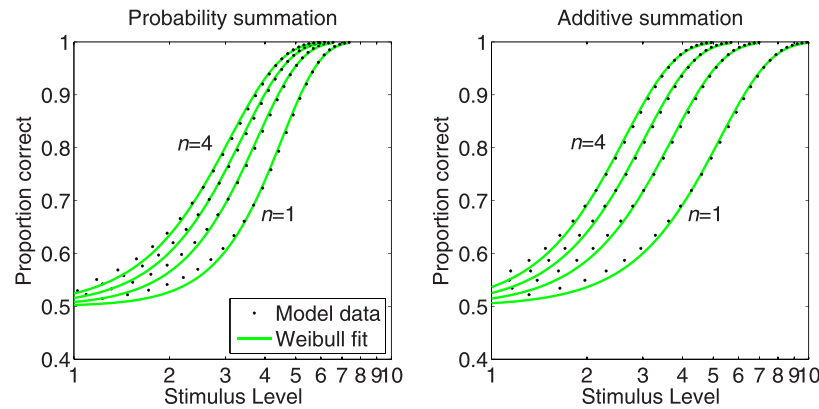 Probability summation
Proportion correct
1
0.9
0.8
0.7
0.6
0.5
0.4
n=4
n=1
Model data
Weibull fit
1 2 3 4 5 6 7 8 9 10
Stimulus Level
Additive summation
Proportion correct
1
0.9
0.8
0.7
0.6
0.5
0.4
n=4
n=1
1 2 3 4 5 6 7 8 9 10
Stimulus Level